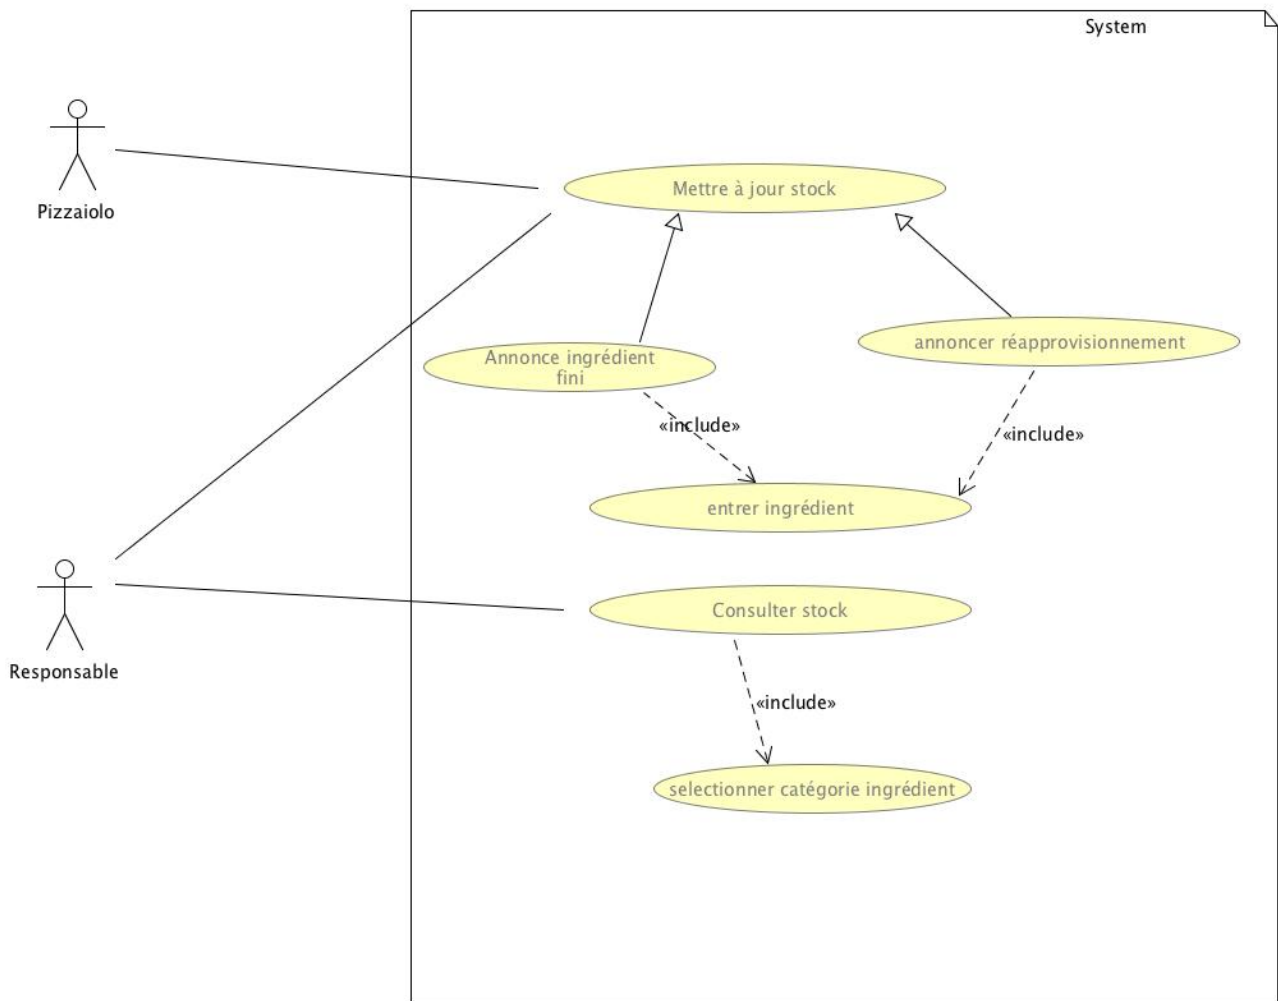 System
Pizzaiolo
Mettre à jour stock
annoncer réapprovisionnement
Annonce ingrédient
fini
«include»
«include»
entrer ingrédient
Consulter stock
Responsable
«include»
selectionner catégorie ingrédient